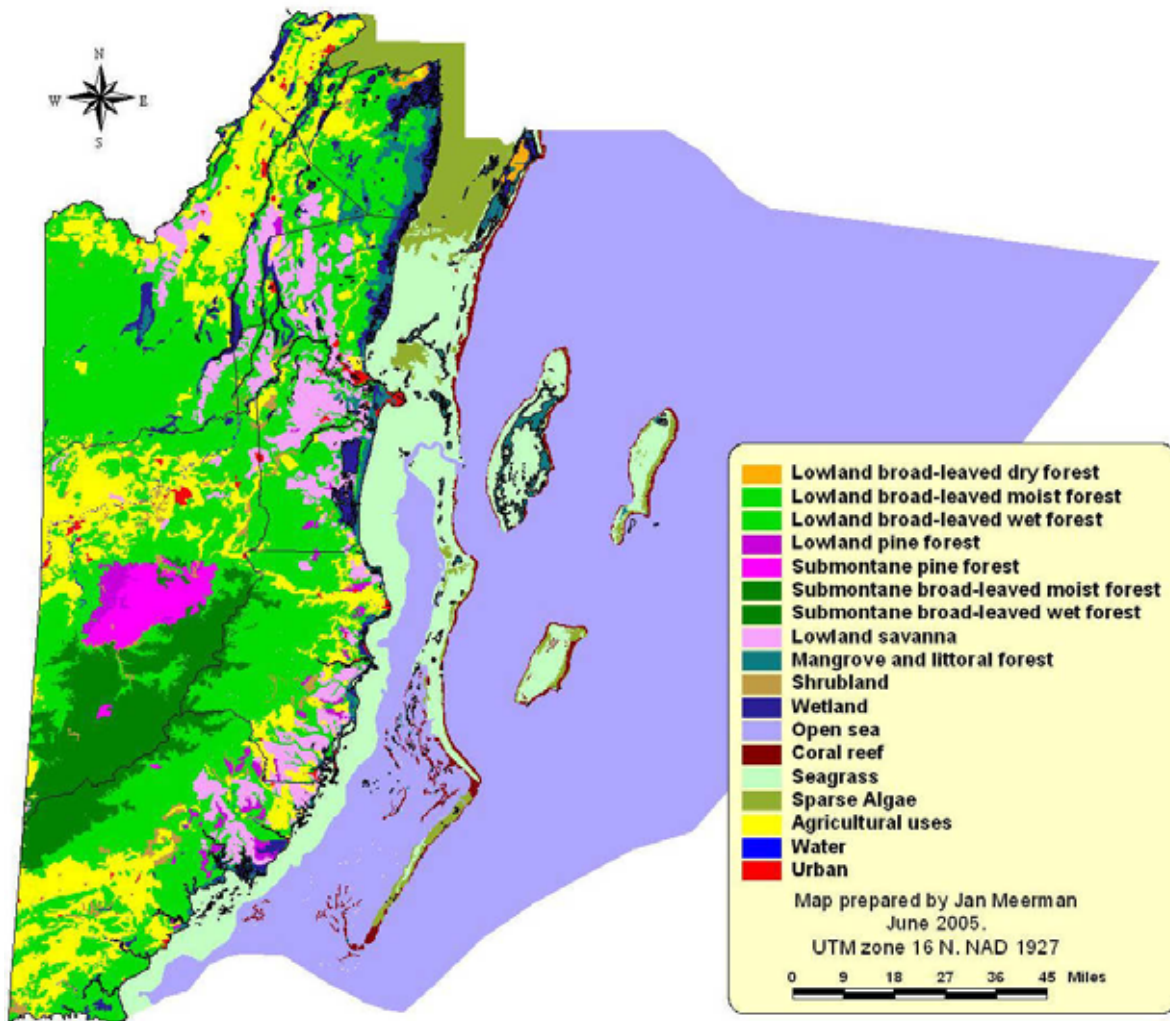 N
W E
S
Lowland broad-leaved dry forest
Lowland broad-leaved moist forest
Lowland broad-leaved wet forest
Lowland pine forest
Submontane pine forest
Submontane broad-leaved moist forest
Submontane broad-leaved wet forest
Lowland savanna
Mangrove and littoral forest
Shrubland
Wetland
Open sea
Coral reef
Seagrass
Sparse Algae
Agricultural uses
Water
Urban
Map prepared by Jan Meerman
June 2005.
UTM zone 16 N. NAD 1927
0 9 18 27 36 45 Miles